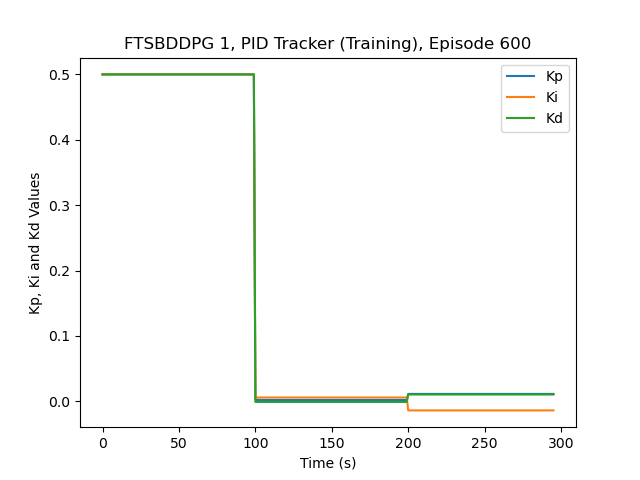 FTSBDDPG 1, PID Tracker (Training), Episode 600
Kp
Ki
Kd
Kp, Ki and Kd Values
0.5
0.4
0.3
0.2
0.1
0.0
0 50 100 150 200 250 300
Time (s)